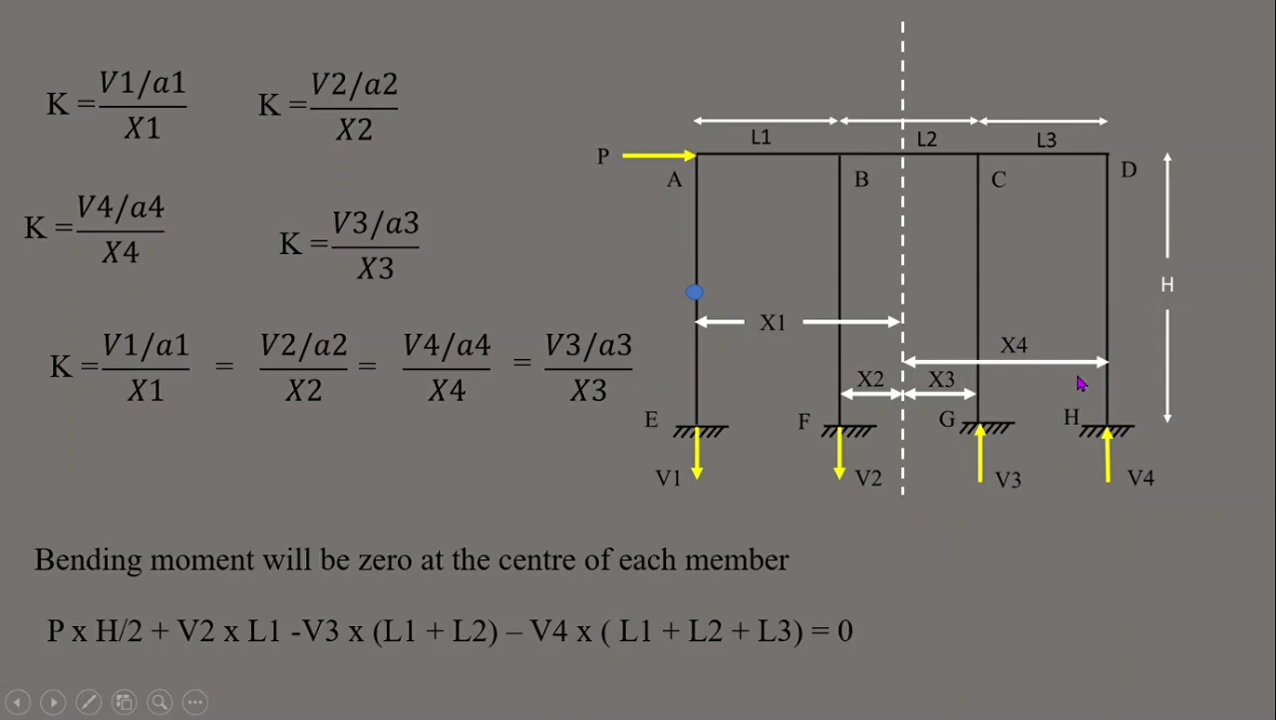 K = V1/a1 / X1
K = V2/a2 / X2
K = V4/a4 / X4
K = V3/a3 / X3
K = V1/a1 / X1 = V2/a2 / X2 = V4/a4 / X4 = V3/a3 / X3
L1 L2 L3
P
A B C D
H
X1
X4
X2 X3
E F G H
V1 V2 V3 V4
Bending moment will be zero at the centre of each member
P x H/2 + V2 x L1 -V3 x (L1 + L2) – V4 x ( L1 + L2 + L3) = 0